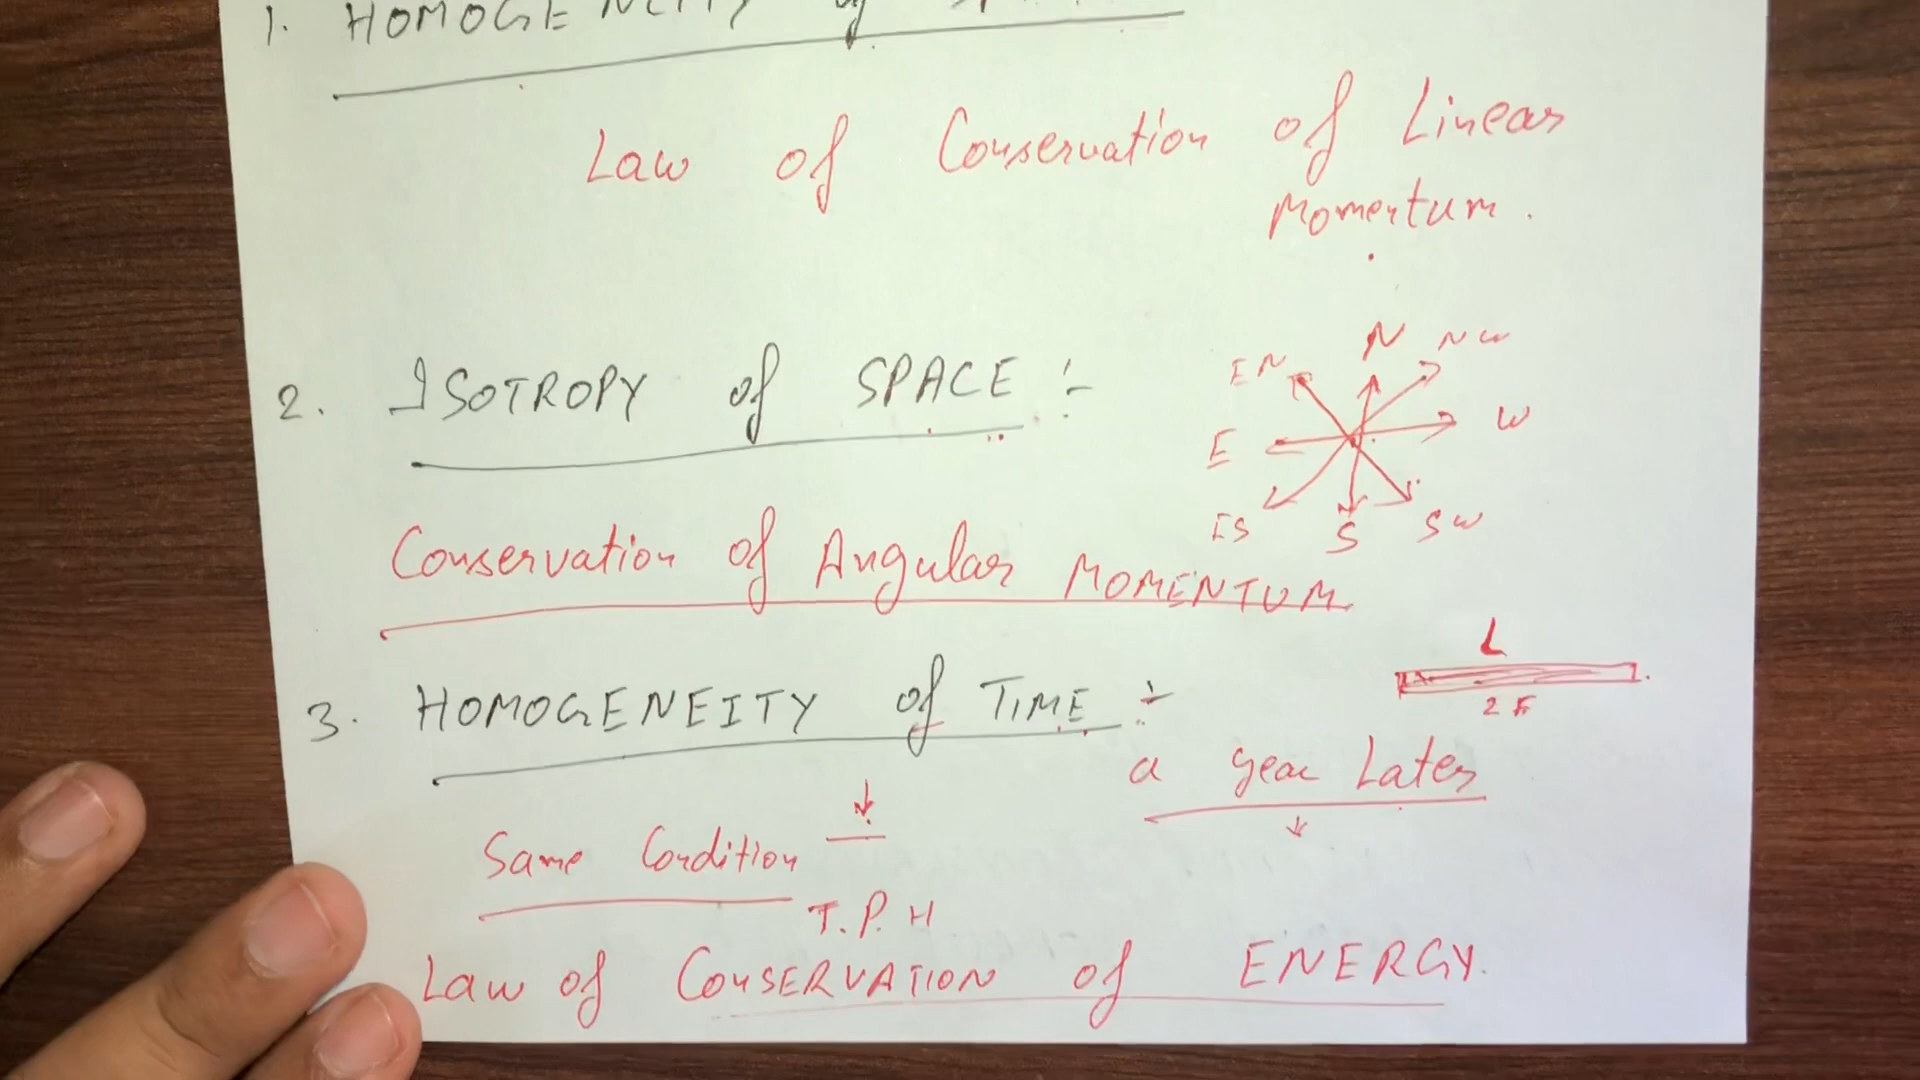 1. HOMOGENEITY of
Law of Conservation of Linear
Momentum.
2. ISOTROPY of SPACE :-
N
NW
EN
W
E
ES
S
SW
Conservation of Angular MOMENTUM
L
3. HOMOGENEITY of TIME :-
2 F
a year Later
Same Condition
T. P. H
Law of CONSERVATION of ENERGY.